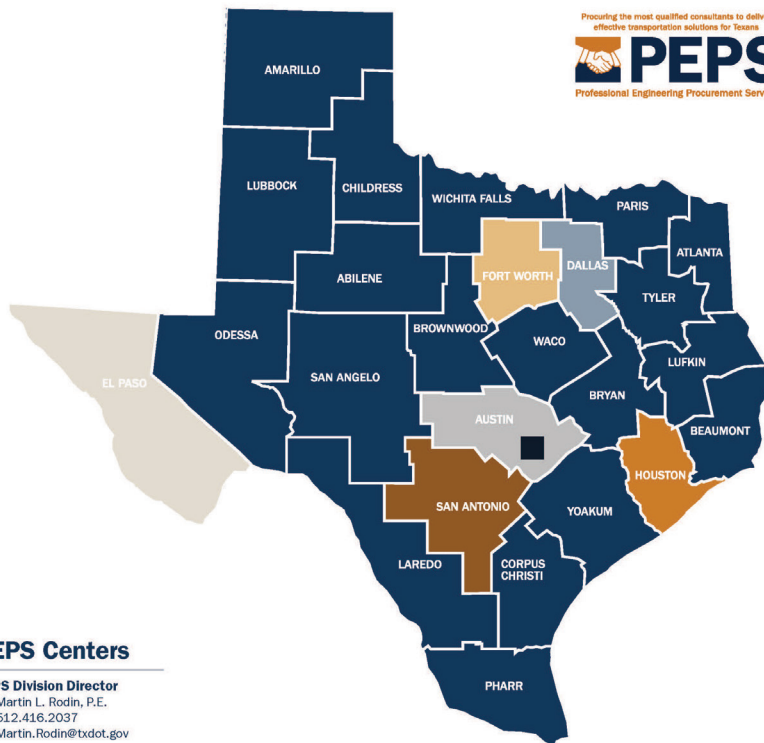 Procuring the most qualified consultants to deliv
effective transportation solutions for Texans
PEPS
Professional Engineering Procurement Serv
AMARILLO
LUBBOCK
CHILDRESS
WICHITA FALLS
PARIS
ATLANTA
FORT WORTH
DALLAS
ABILENE
TYLER
ODESSA
BROWNWOOD
WACO
LUFKIN
EL PASO
SAN ANGELO
BRYAN
AUSTIN
BEAUMONT
HOUSTON
SAN ANTONIO
YOAKUM
LAREDO
CORPUS
CHRISTI
PHARR
EPS Centers
PS Division Director
Martin L. Rodin, P.E.
512.416.2037
Martin.Rodin@txdot.gov